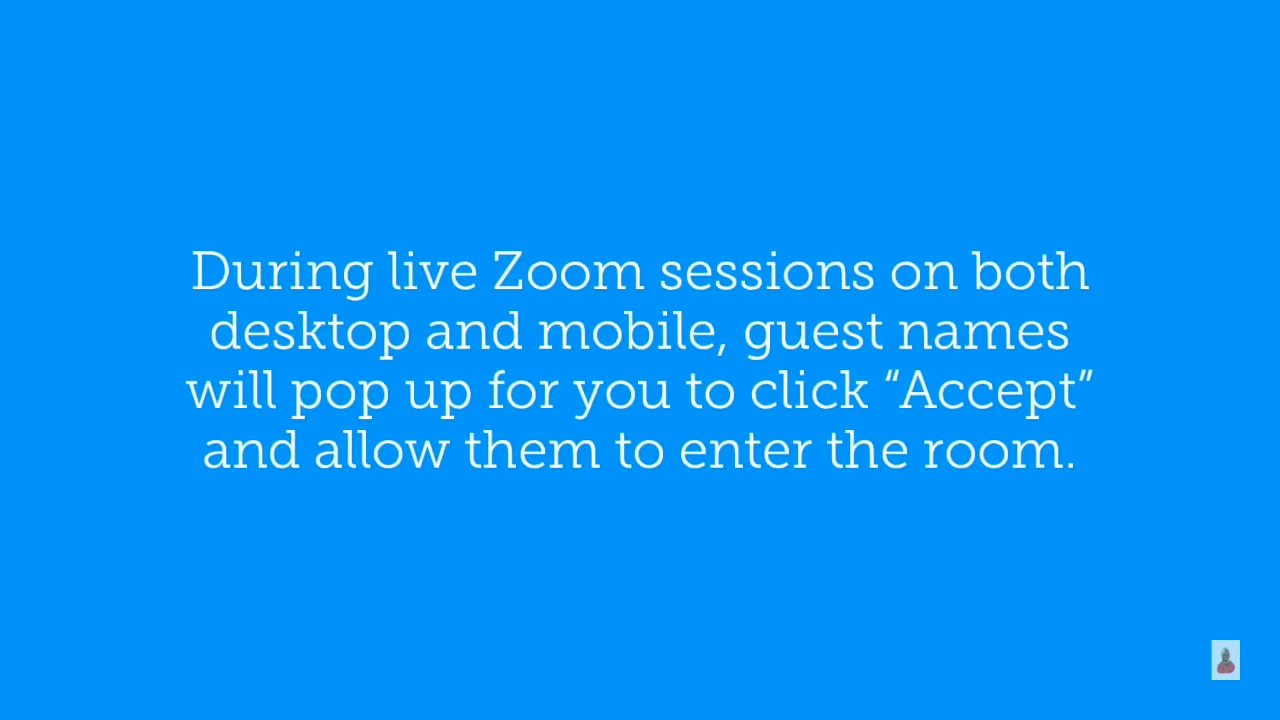 During live Zoom sessions on both
desktop and mobile, guest names
will pop up for you to click “Accept”
and allow them to enter the room.